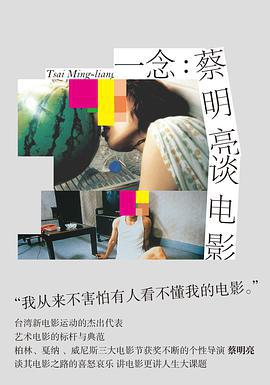 一念：蔡明亮谈电影
Tsai Ming-liang
“我从来不害怕有人看不懂我的电影。”
台湾新电影运动的杰出代表
艺术电影的标杆与典范
柏林、戛纳、威尼斯三大电影节获奖不断的个性导演 蔡明亮
谈其电影之路的喜怒哀乐 讲电影更讲人生大课题